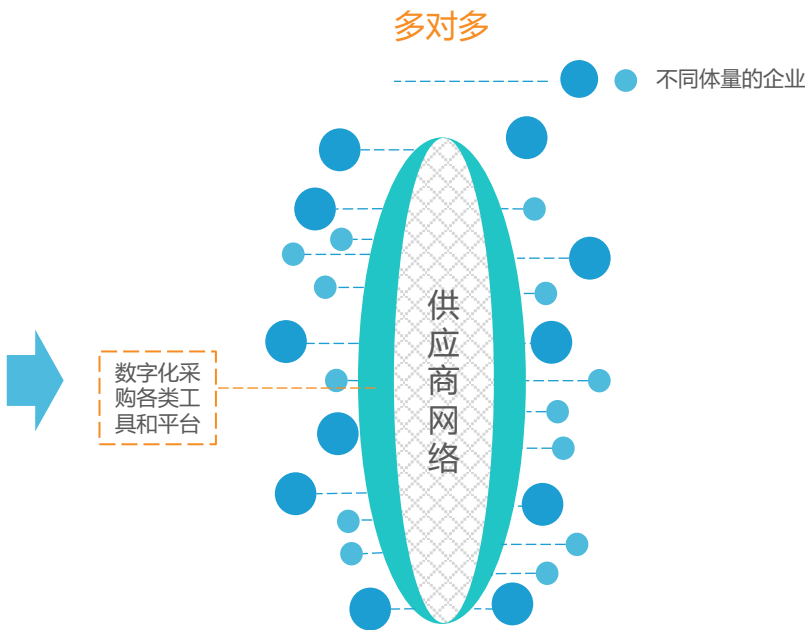 多对多
不同体量的企业
供应商网络
数字化采
购各类工
具和平台